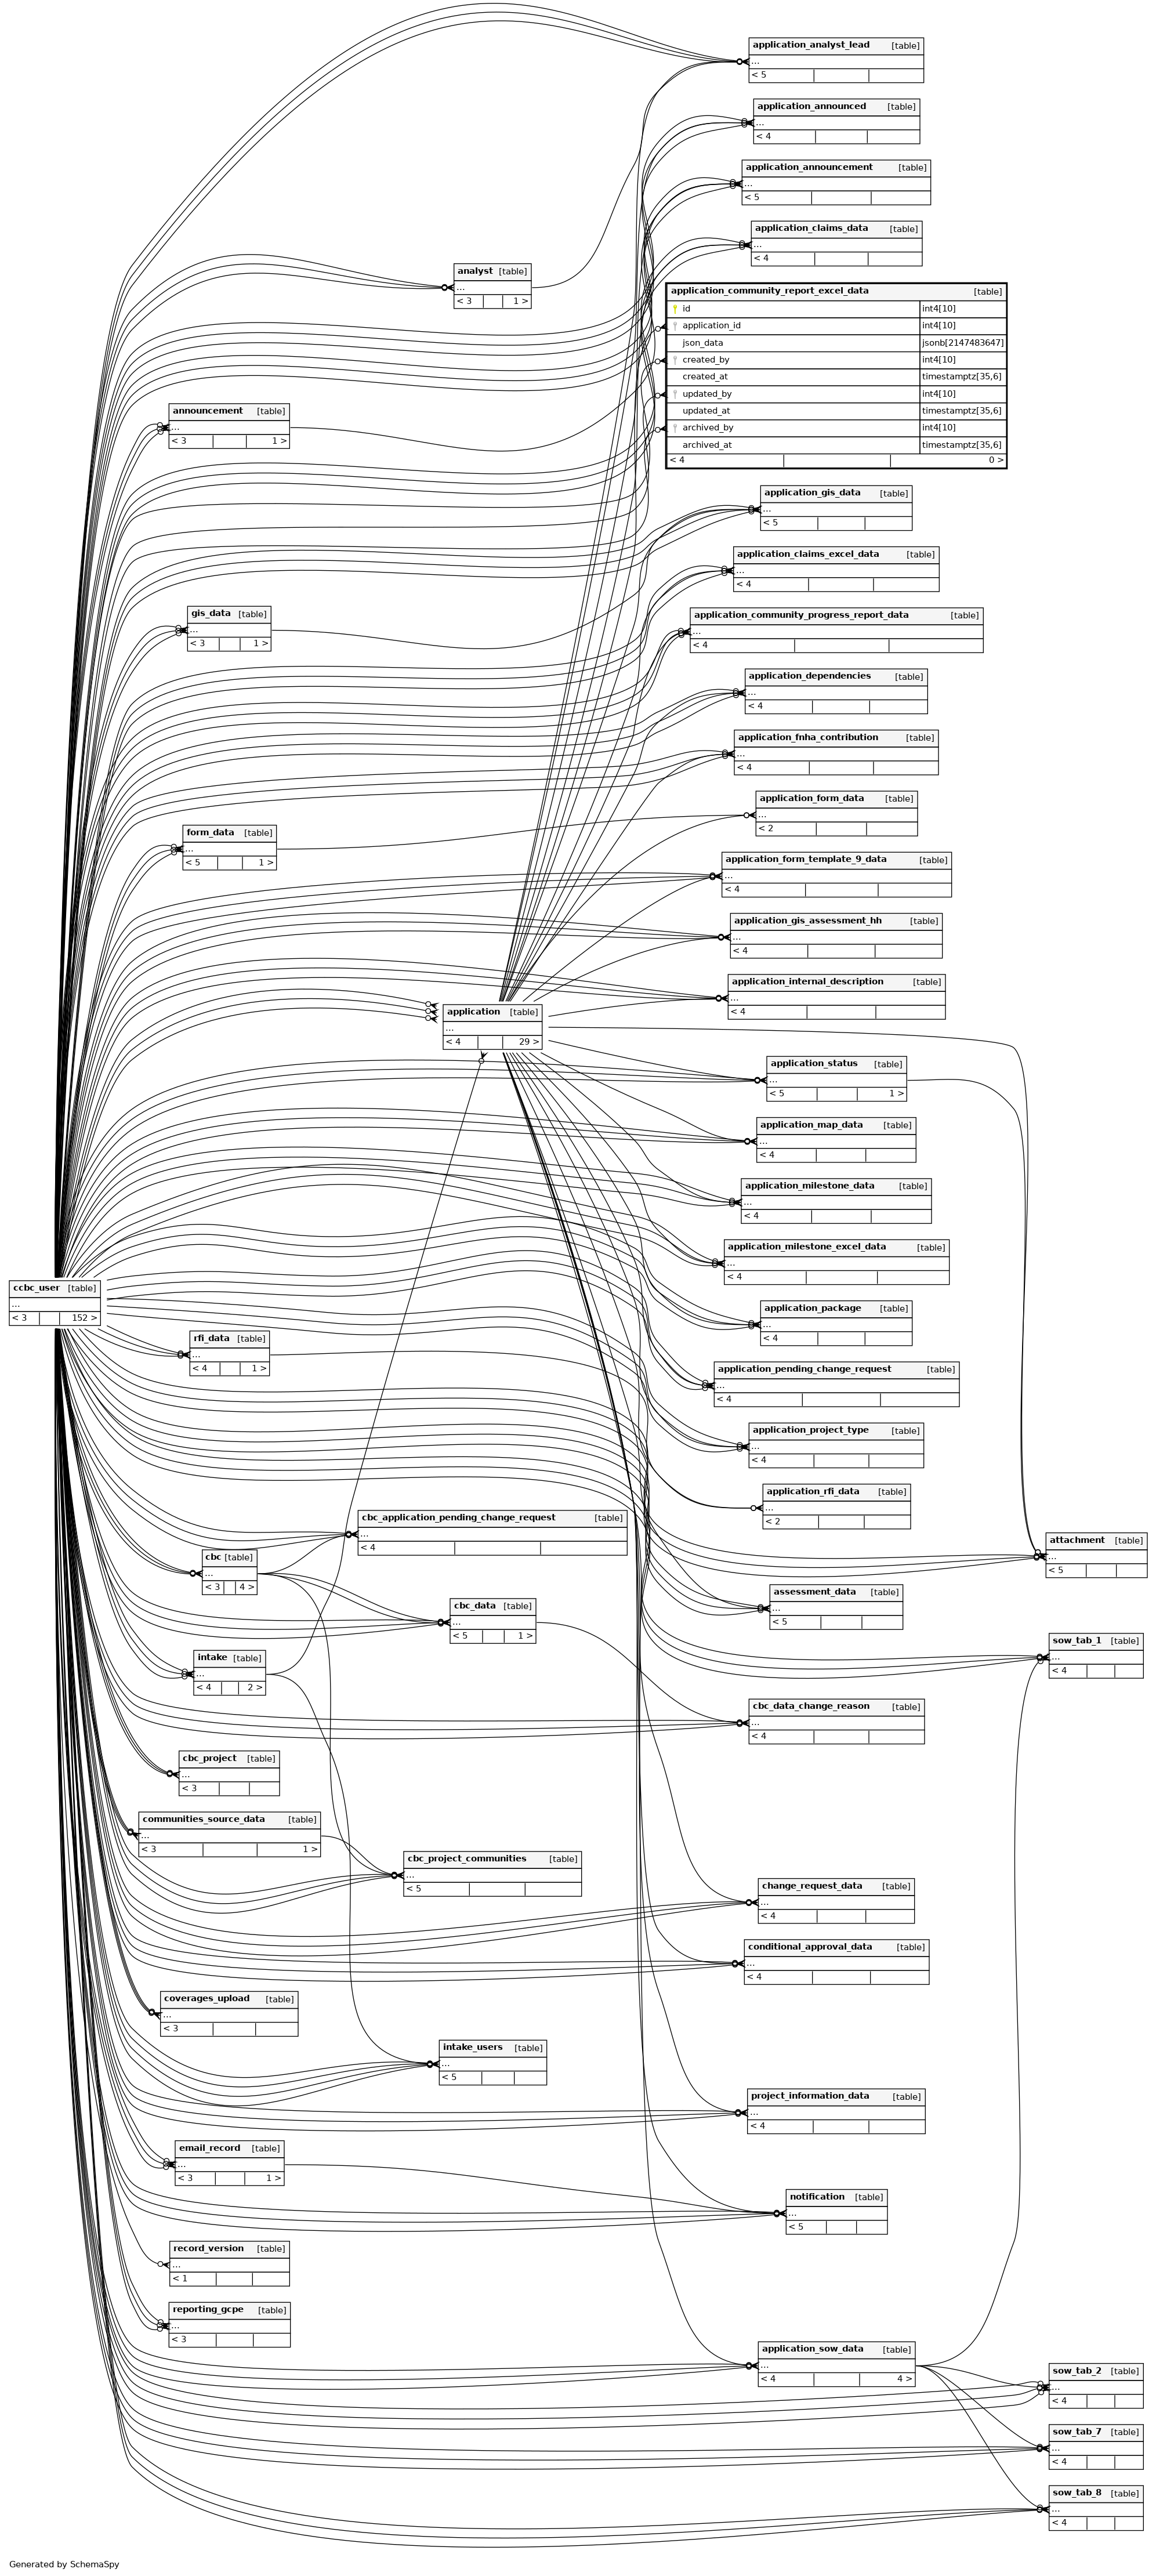 application_analyst_lead [table]
...
< 5
application_announced [table]
...
< 4
application_announcement [table]
...
< 5
application_claims_data [table]
...
< 4
analyst [table]
...
< 3 1 >
application_community_report_excel_data [table]
id int4[10]
application_id int4[10]
json_data jsonb[2147483647]
created_by int4[10]
created_at timestamptz[35,6]
updated_by int4[10]
updated_at timestamptz[35,6]
archived_by int4[10]
archived_at timestamptz[35,6]
< 4 0 >
announcement [table]
...
< 3 1 >
application_gis_data [table]
...
< 5
application_claims_excel_data [table]
...
< 4
gis_data [table]
...
< 3 1 >
application_community_progress_report_data [table]
...
< 4
application_dependencies [table]
...
< 4
application_fnha_contribution [table]
...
< 4
application_form_data [table]
...
< 2
form_data [table]
...
< 5 1 >
application_form_template_9_data [table]
...
< 4
application_gis_assessment_hh [table]
...
< 4
application_internal_description [table]
...
< 4
application [table]
...
< 4 29 >
application_status [table]
...
< 5 1 >
application_map_data [table]
...
< 4
application_milestone_data [table]
...
< 4
application_milestone_excel_data [table]
...
< 4
ccbc_user [table]
...
< 3 152 >
application_package [table]
...
< 4
rfi_data [table]
...
< 4 1 >
application_pending_change_request [table]
...
< 4
application_project_type [table]
...
< 4
application_rfi_data [table]
...
< 2
cbc_application_pending_change_request [table]
...
< 4
attachment [table]
...
< 5
cbc [table]
...
< 3 4 >
assessment_data [table]
...
< 5
cbc_data [table]
...
< 5 1 >
sow_tab_1 [table]
...
< 4
intake [table]
...
< 4 2 >
cbc_data_change_reason [table]
...
< 4
cbc_project [table]
...
< 3
communities_source_data [table]
...
< 3 1 >
cbc_project_communities [table]
...
< 5
change_request_data [table]
...
< 4
conditional_approval_data [table]
...
< 4
coverages_upload [table]
...
< 3
intake_users [table]
...
< 5
project_information_data [table]
...
< 4
email_record [table]
...
< 3 1 >
notification [table]
...
< 5
record_version [table]
...
< 1
reporting_gcpe [table]
...
< 3
application_sow_data [table]
...
< 4 4 >
sow_tab_2 [table]
...
< 4
sow_tab_7 [table]
...
< 4
sow_tab_8 [table]
...
< 4
Generated by SchemaSpy